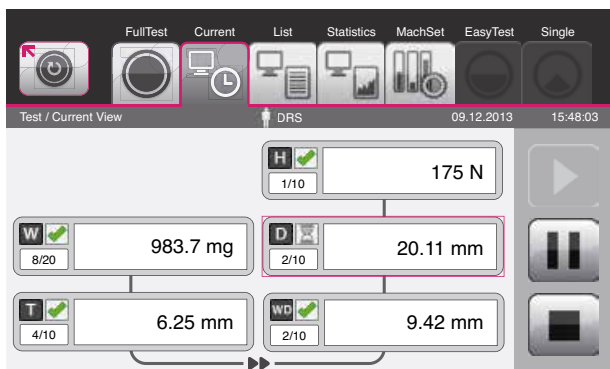 FullTest Current List Statistics MachSet EasyTest Single
Test / Current View DRS 09.12.2013 15:48:03
H 175 N
1/10
W 983.7 mg D 20.11 mm
8/20 2/10
T 6.25 mm WD 9.42 mm
4/10 2/10